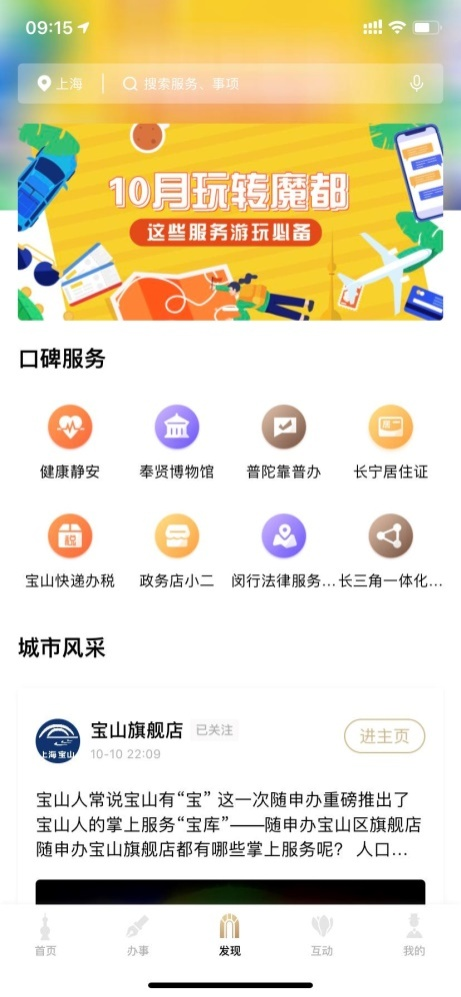 09:15
上海
搜索服务、事项
10月玩转魔都
这些服务游玩必备
口碑服务
健康静安
奉贤博物馆
普陀靠普办
长宁居住证
税
宝山快递办税
政务店小二
闵行法律服务...
长三角一体化...
城市风采
上海宝山
宝山旗舰店
已关注
10-10 22:09
进主页
宝山人常说宝山有“宝” 这一次随申办重磅推出了
宝山人的掌上服务“宝库”——随申办宝山区旗舰店
随申办宝山旗舰店都有哪些掌上服务呢？ 人口...
首页
办事
发现
互动
我的